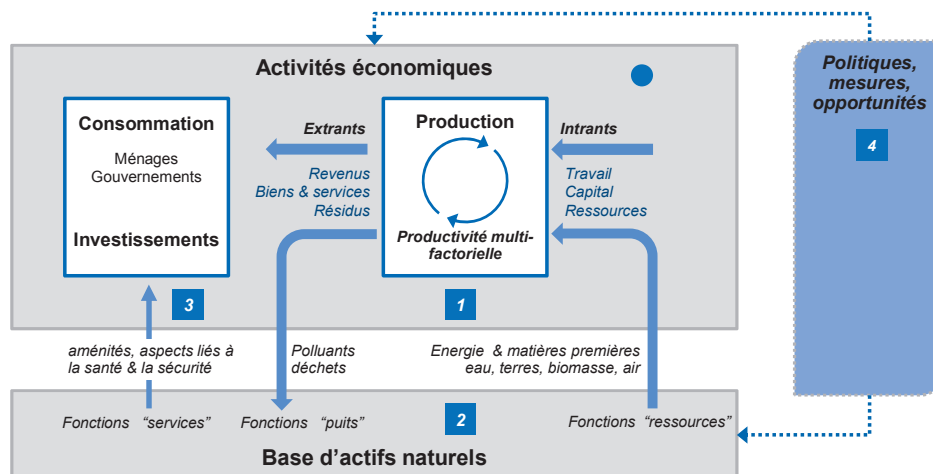 Activités économiques
Politiques,
mesures,
opportunités
4
Consommation
Ménages
Gouvernements
Investissements
3
Extrants
Revenus
Biens & services
Résidus
Production
Productivité multi-
factorielle
1
Intrants
Travail
Capital
Ressources
aménités, aspects liés à
la santé & la sécurité
Polluants
déchets
Energie & matières premières
eau, terres, biomasse, air
Fonctions “services”
Fonctions “puits”
2
Fonctions “ressources”
Base d’actifs naturels